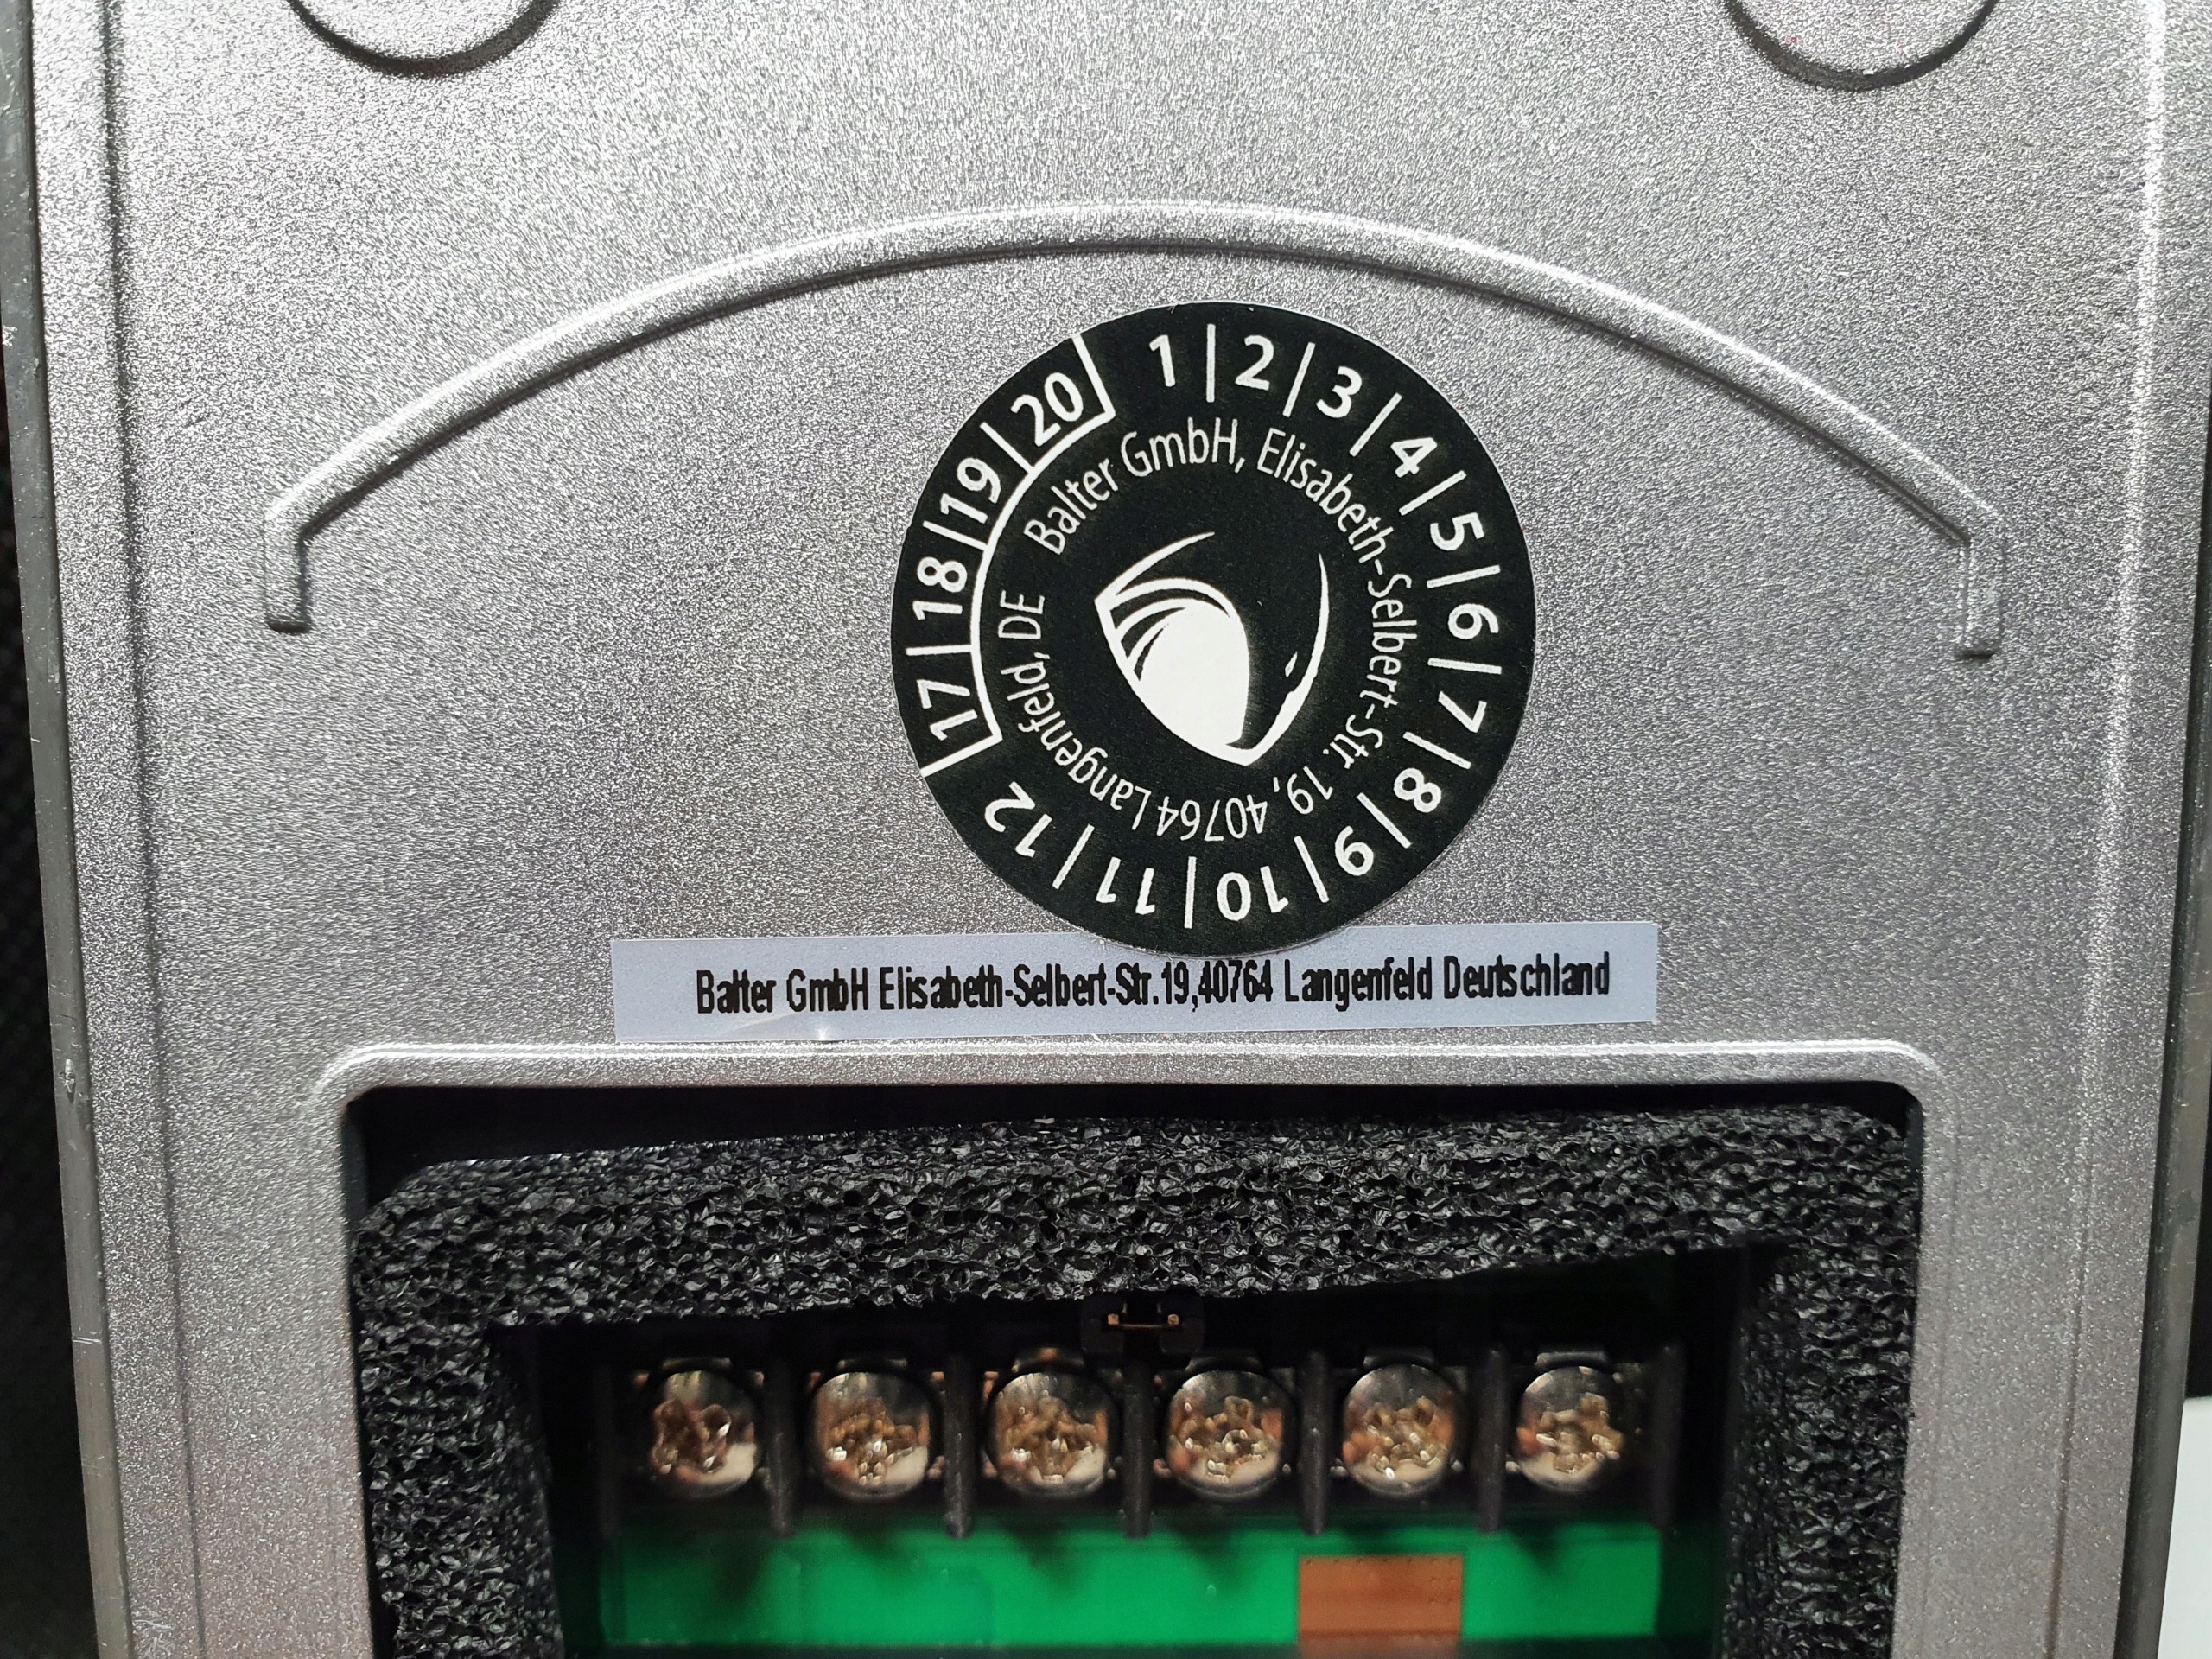 17|18|19|20
1|2|3|4|5|6|7|8|9|10|11|12
Balter GmbH, Elisabeth-Selbert-Str. 19, 40764 Langenfeld, DE
Balter GmbH Elisabeth-Selbert-Str.19,40764 Langenfeld Deutschland